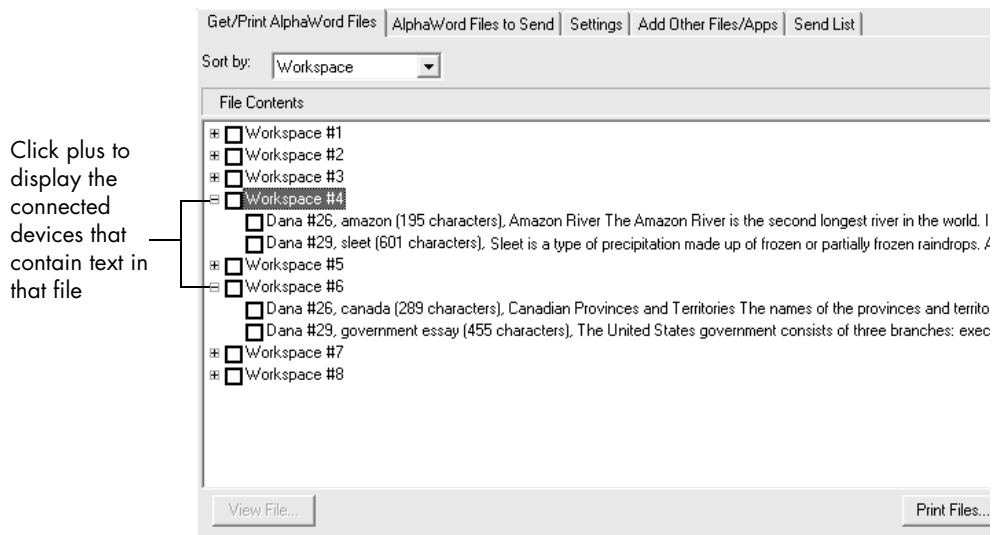 Get/Print AlphaWord Files AlphaWord Files to Send Settings Add Other Files/Apps Send List
Sort by: Workspace
File Contents
Click plus to
display the
connected
devices that
contain text in
that file
Workspace #1
Workspace #2
Workspace #3
Workspace #4
Dana #26, amazon (195 characters), Amazon River The Amazon River is the second longest river in the world. I
Dana #29, sleet (601 characters), Sleet is a type of precipitation made up of frozen or partially frozen raindrops. A
Workspace #5
Workspace #6
Dana #26, canada (289 characters), Canadian Provinces and Territories The names of the provinces and territo
Dana #29, government essay (455 characters), The United States government consists of three branches: exec
Workspace #7
Workspace #8
View File... Print Files...